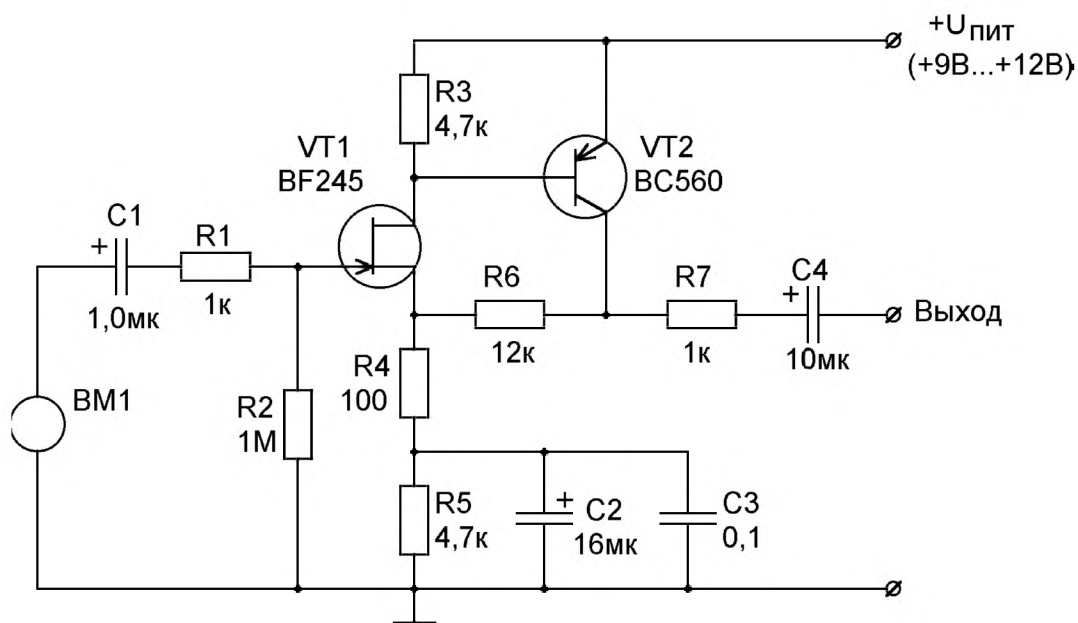 +Uпит
(+9В...+12В)
R3
4,7к
VT1
BF245
VT2
BC560
C1
+
R1
1,0мк
1к
R6
12к
R7
1к
C4
+
10мк
Выход
BM1
R2
1М
R4
100
R5
4,7к
+
C2
16мк
C3
0,1